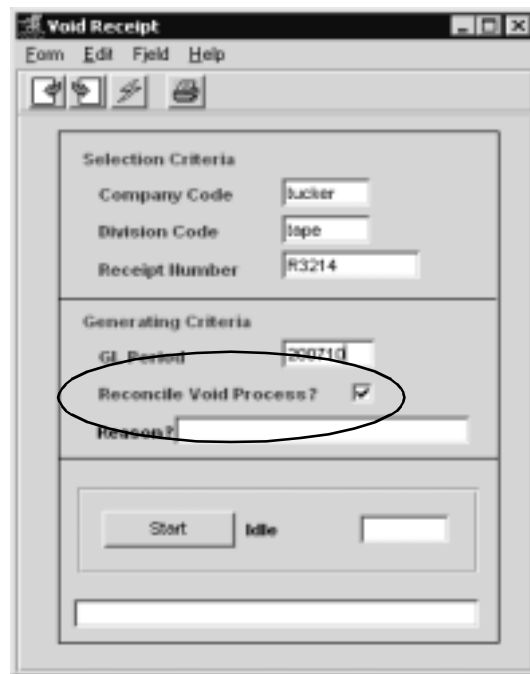 Void Receipt
Form Edit Field Help
Selection Criteria
Company Code tucker
Division Code tape
Receipt Number R3214
Generating Criteria
GL Period 200710
Reconcile Void Process?
Reason?
Start Idle